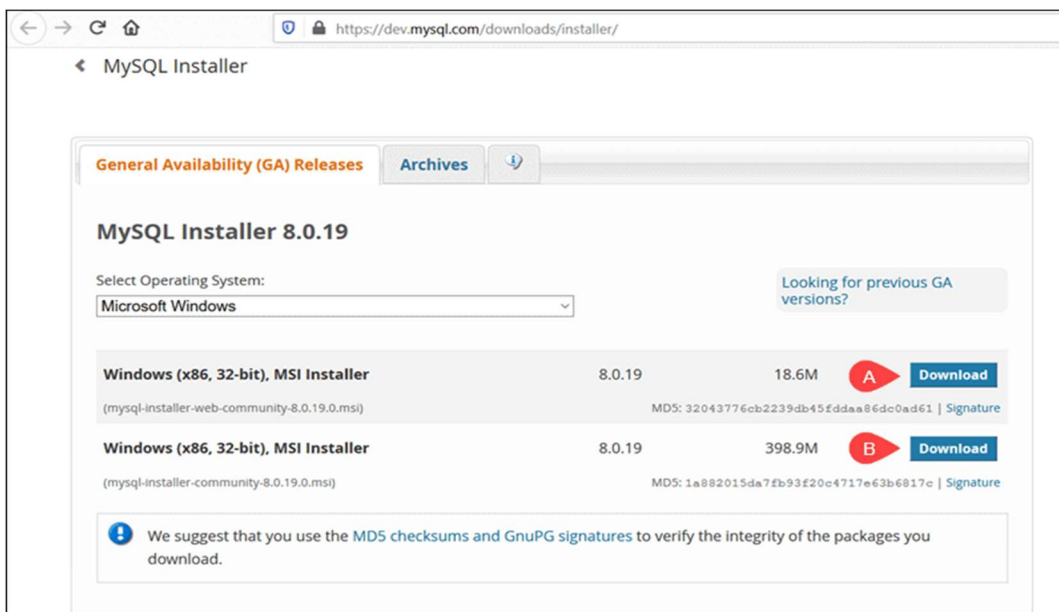 https://dev.mysql.com/downloads/installer/
MySQL Installer
General Availability (GA) Releases
Archives
MySQL Installer 8.0.19
Select Operating System:
Looking for previous GA
versions?
Microsoft Windows
Windows (x86, 32-bit), MSI Installer 8.0.19 18.6M A Download
(mysql-installer-web-community-8.0.19.0.msi) MD5: 32043776cb2239db45fddaa86dc0ad61 | Signature
Windows (x86, 32-bit), MSI Installer 8.0.19 398.9M B Download
(mysql-installer-community-8.0.19.0.msi) MD5: 1a882015da7fb93f20c4717e63b6817c | Signature
We suggest that you use the MD5 checksums and GnuPG signatures to verify the integrity of the packages you
download.